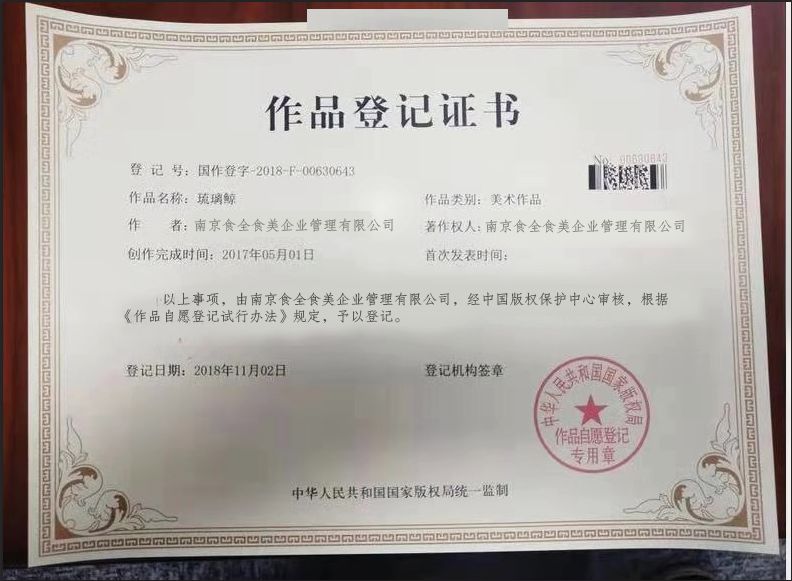 作品登记证书
No. 00630643
登 记 号：国作登字-2018-F-00630643
作品名称：琉璃鲸
作品类别：美术作品
作 者：南京食全食美企业管理有限公司
著作权人：南京食全食美企业管理有限公司
创作完成时间：2017年05月01日
首次发表时间：
以上事项，由南京食全食美企业管理有限公司，经中国版权保护中心审核，根据
《作品自愿登记试行办法》规定，予以登记。
登记日期：2018年11月02日
登记机构签章
中华人民共和国国家版权局
作品自愿登记
专用章
中华人民共和国国家版权局统一监制